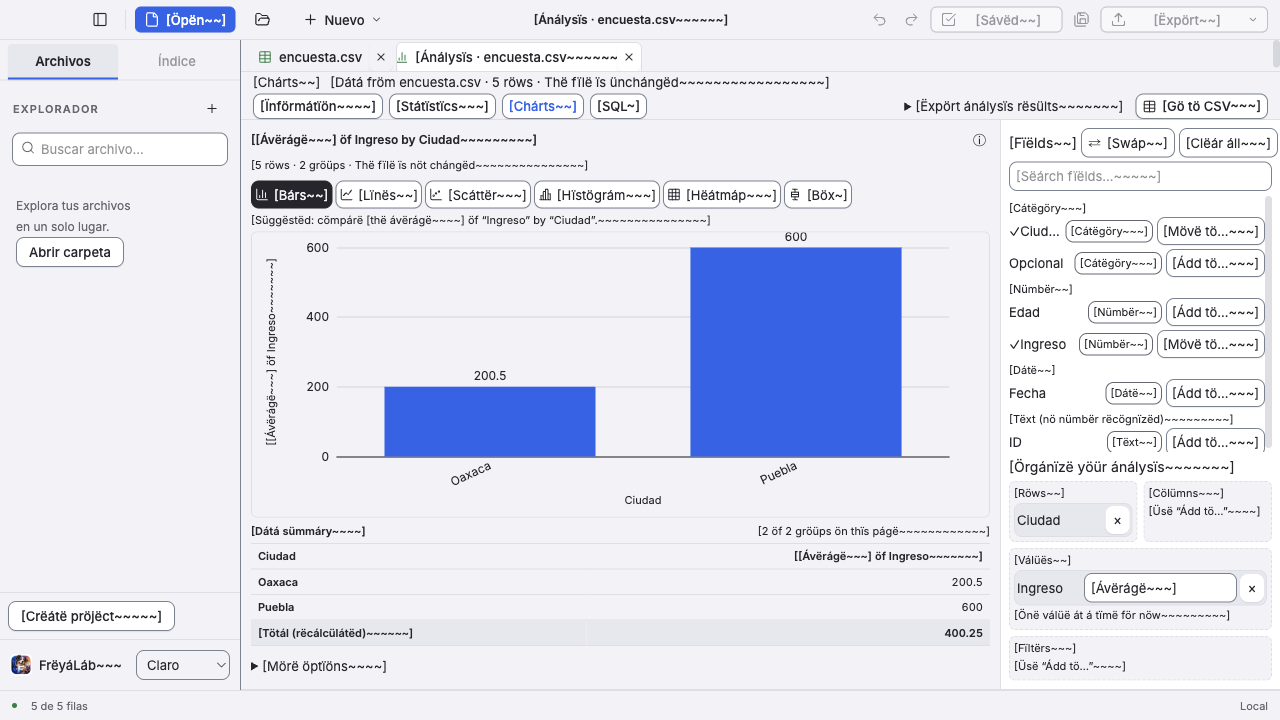 [Öpën~~]
Nuevo
[Ánálysïs · encuesta.csv~~~~~~]
[Sávëd~~]
[Ëxpört~~]
Archivos
Índice
encuesta.csv
[Ánálysïs · encuesta.csv~~~~~~
[Chárts~~] [Dátá fröm encuesta.csv · 5 röws · Thë fïlë ïs ünchángëd~~~~~~~~~~~~~~~~]
[Ïnförmátïön~~~~]
[Státïstïcs~~~]
[Chárts~~]
[SQL~]
[Ëxpört ánálysïs rësülts~~~~~~~]
[Gö tö CSV~~~]
EXPLORADOR
Buscar archivo...
Explora tus archivos
en un solo lugar.
Abrir carpeta
[Crëátë pröjëct~~~~~]
FrëyáLáb~~~
Claro
[[Ávërágë~~~] öf Ingreso by Ciudad~~~~~~~~~]
[5 röws · 2 gröüps · Thë fïlë ïs nöt chángëd~~~~~~~~~~~~~~~]
[Bárs~~]
[Lïnës~~]
[Scáttër~~~]
[Hïstögrám~~~]
[Hëátmáp~~~]
[Böx~]
[Süggëstëd: cömpárë [thë ávërágë~~~~] öf “Ingreso” by “Ciudad”.~~~~~~~~~~~~~~~]
600
400
200
0
[[Ávërágë~~~] öf Ingreso~~~~~~~]
200.5
600
Oaxaca
Puebla
Ciudad
[Dátá sümmáry~~~~]
[2 öf 2 gröüps ön thïs págë~~~~~~~~~~~~]
Ciudad
[[Ávërágë~~~] öf Ingreso~~~~~~~]
Oaxaca
200.5
Puebla
600
[Tötál (rëcálcülátëd)~~~~~~]
400.25
[Mörë öptïöns~~~~]
[Fïëlds~~]
[Swáp~~]
[Clëár áll~~~]
[Sëárch fïëlds...~~~~~]
[Cátëgöry~~~]
Ciud...
[Cátëgöry~~~]
[Mövë tö...~~~]
Opcional
[Cátëgöry~~~]
[Ádd tö...~~~]
[Nümbër~~]
Edad
[Nümbër~~]
[Ádd tö...~~~]
Ingreso
[Nümbër~~]
[Mövë tö...~~~]
[Dátë~~]
Fecha
[Dátë~~]
[Ádd tö...~~~]
[Tëxt (nö nümbër rëcögnïzëd)~~~~~~~~~]
ID
[Tëxt~~]
[Ádd tö...~~~]
[Örgánïzë yöür ánálysïs~~~~~~~]
[Röws~~]
Ciudad
[Cölümns~~~]
[Üsë “Ádd tö...”~~~~]
[Válüës~~]
Ingreso
[Ávërágë~~~]
[Önë válüë át á tïmë för nöw~~~~~~~~~]
[Fïltërs~~~]
[Üsë “Ádd tö...”~~~~]
5 de 5 filas
Local